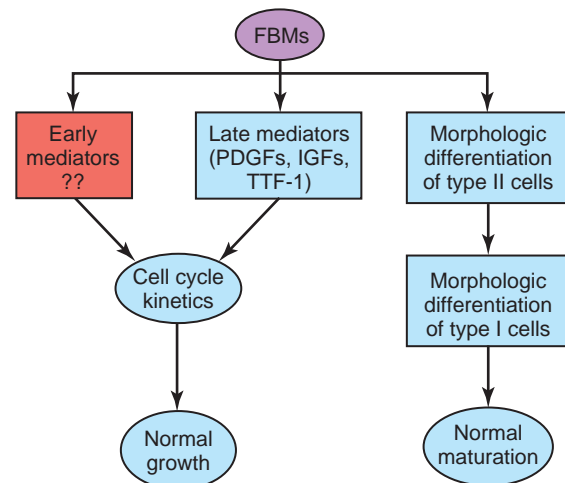 FBMs
Early
mediators
??
Late mediators
(PDGFs, IGFs,
TTF-1)
Morphologic
differentiation
of type II cells
Cell cycle
kinetics
Morphologic
differentiation
of type I cells
Normal
growth
Normal
maturation